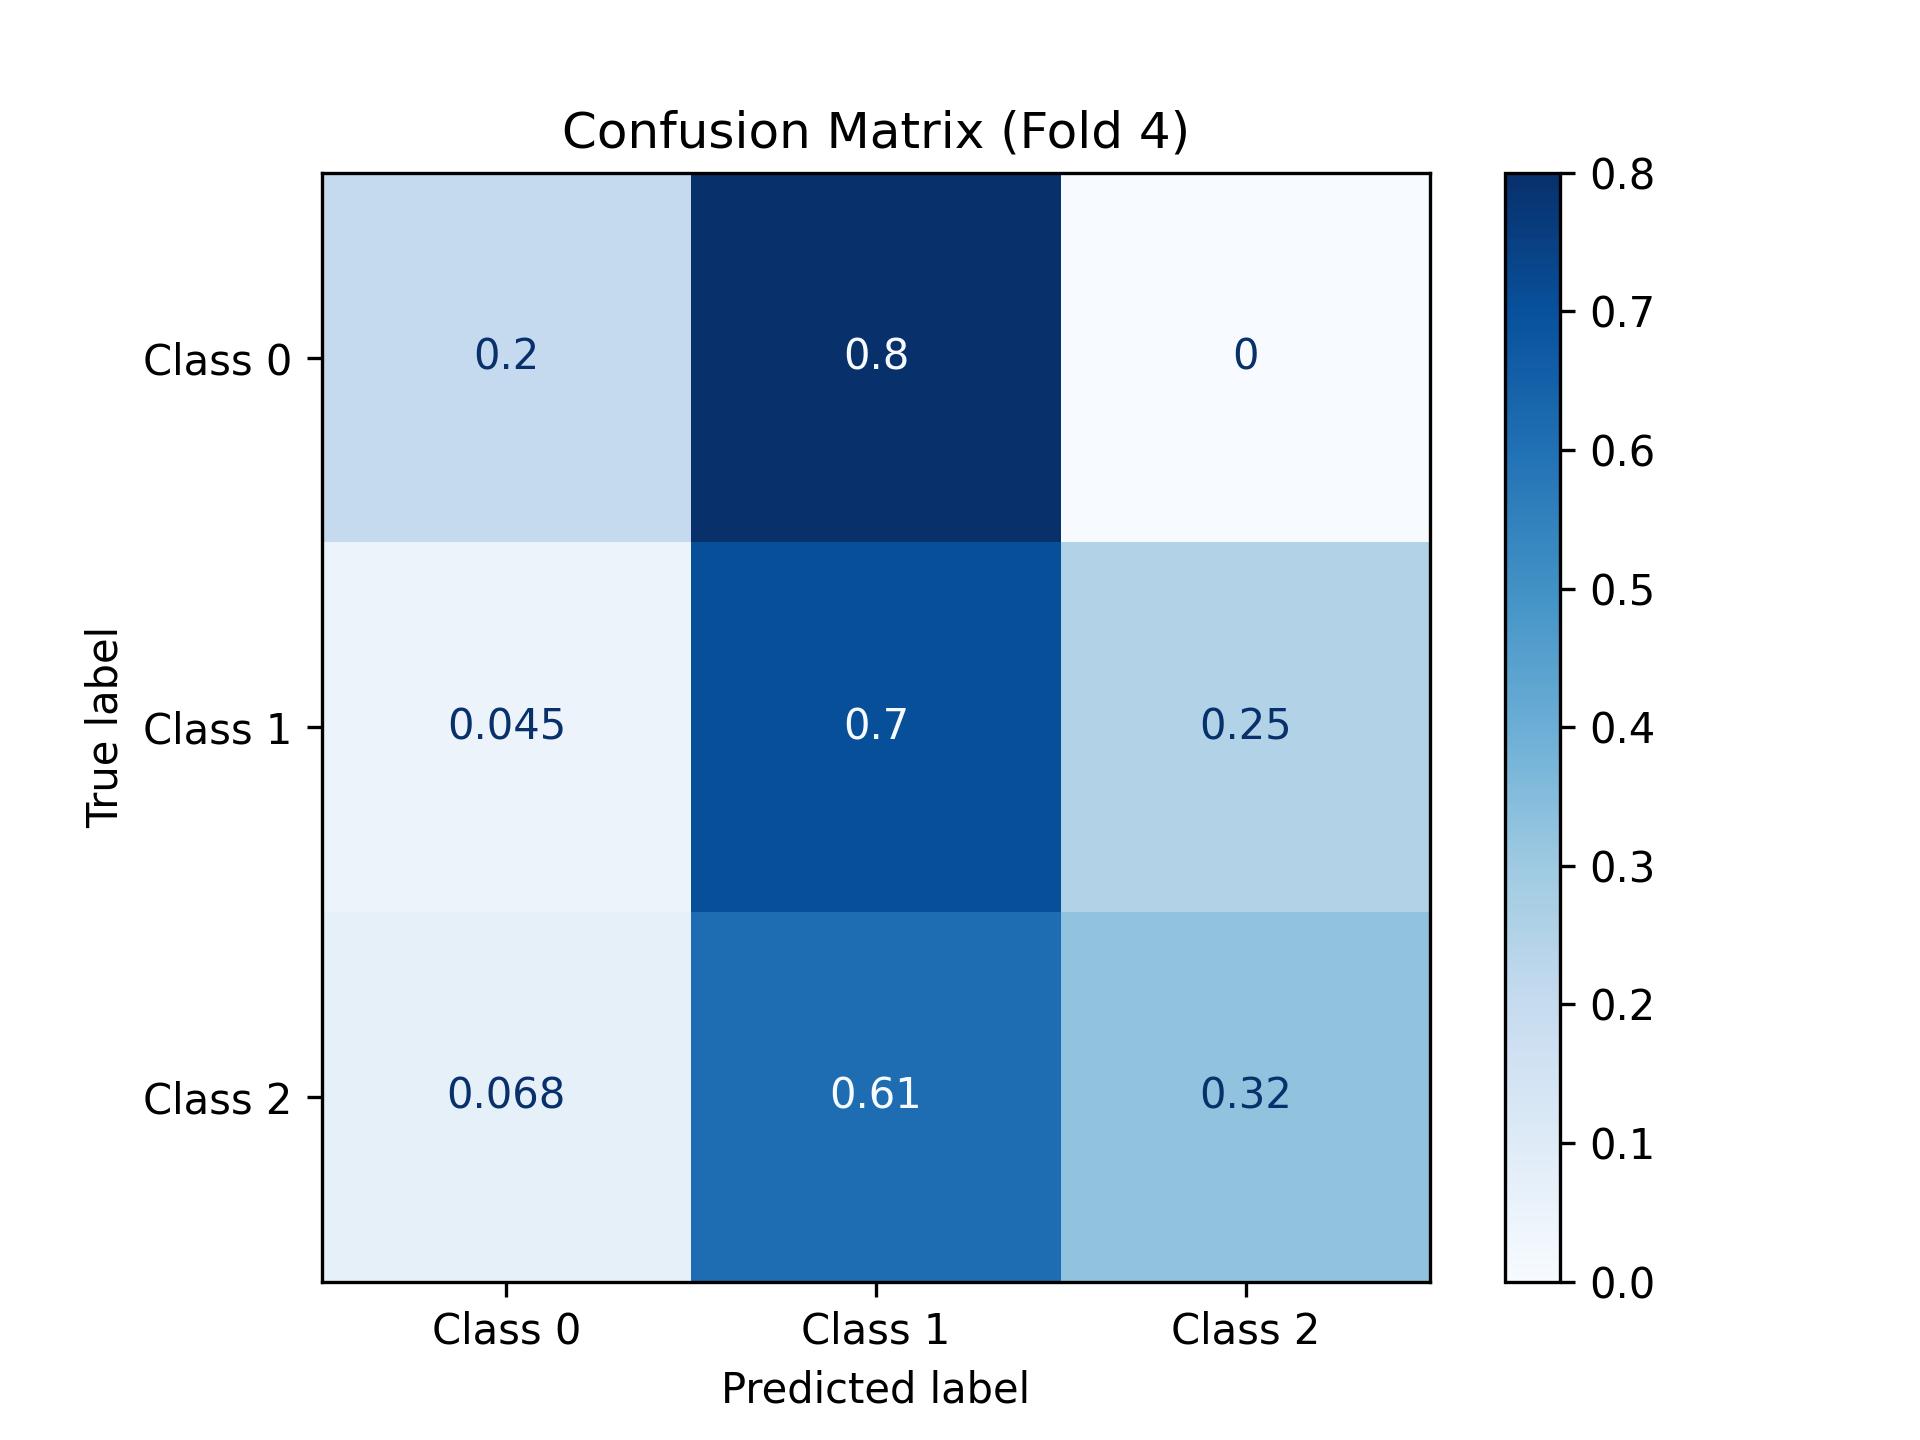 Confusion Matrix (Fold 4)
True label
Class 0
0.2
0.8
0
Class 1
0.045
0.7
0.25
Class 2
0.068
0.61
0.32
Class 0
Class 1
Class 2
Predicted label
0.8
0.7
0.6
0.5
0.4
0.3
0.2
0.1
0.0